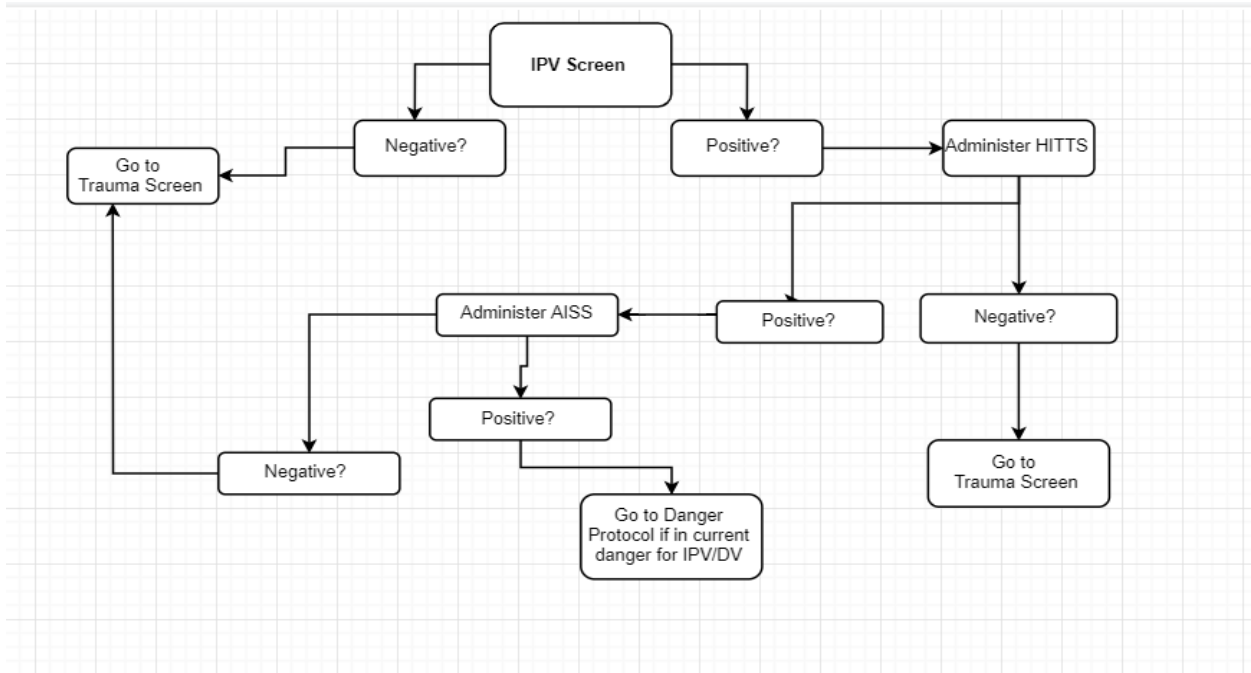 IPV Screen
Negative?
Positive?
Administer HITTS
Go to
Trauma Screen
Administer AISS
Positive?
Negative?
Positive?
Negative?
Go to
Trauma Screen
Go to Danger
Protocol if in current
danger for IPV/DV